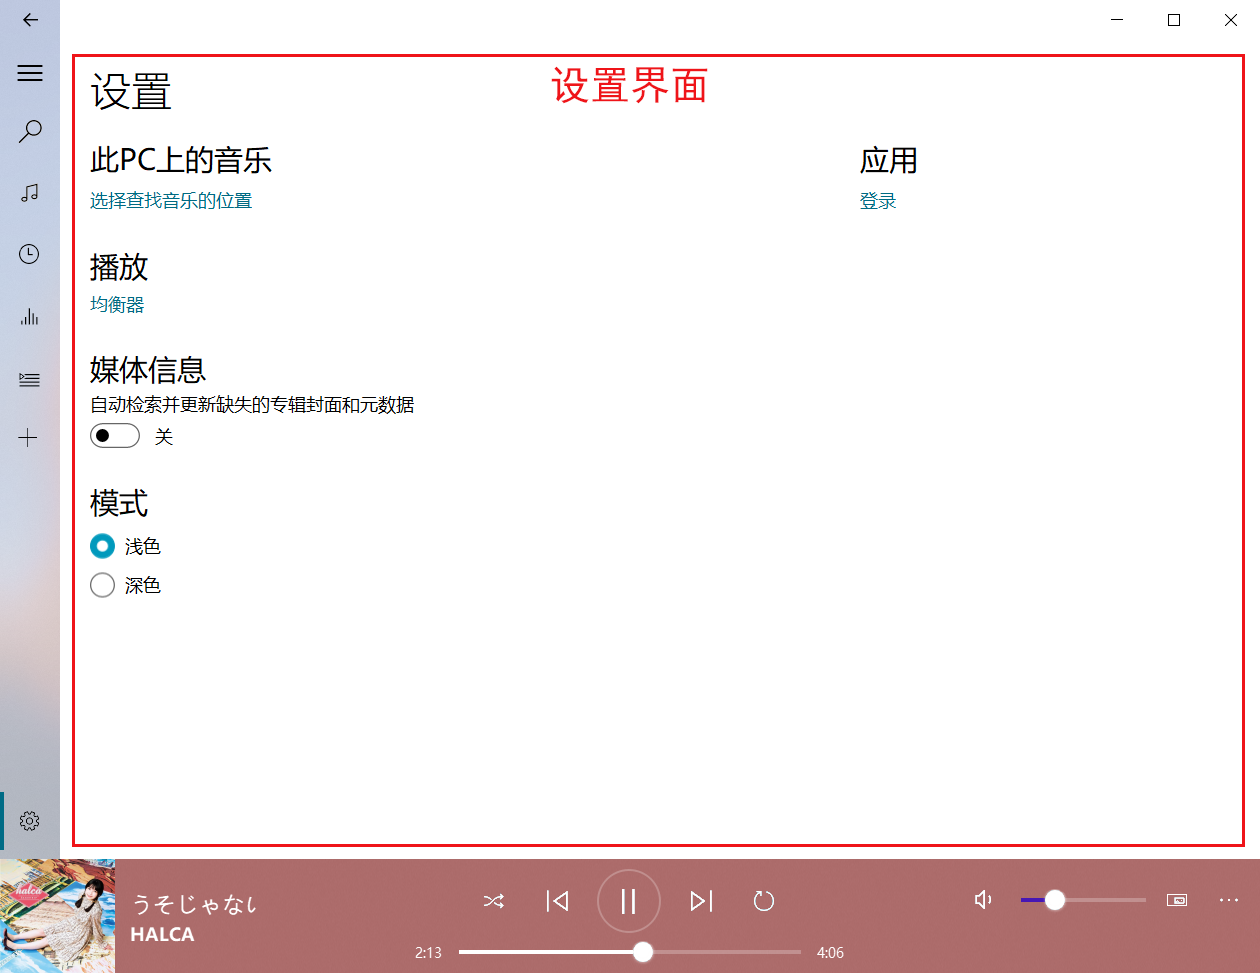 设置界面
设置
此PC上的音乐
选择查找音乐的位置
应用
登录
播放
均衡器
媒体信息
自动检索并更新缺失的专辑封面和元数据
关
模式
浅色
深色
halca
うそじゃない
HALCA
2:13
4:06